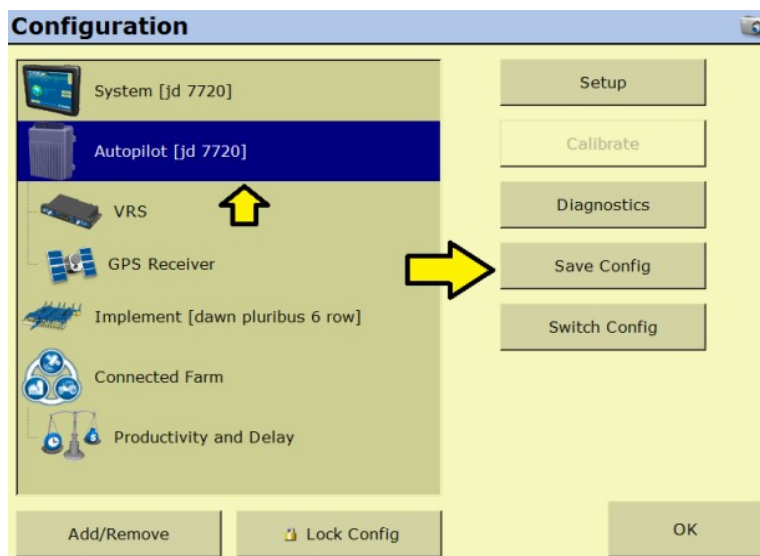 Configuration
System [jd 7720]
Autopilot [jd 7720]
VRS
GPS Receiver
Implement [dawn pluribus 6 row]
Connected Farm
Productivity and Delay
Setup
Calibrate
Diagnostics
Save Config
Switch Config
Add/Remove
Lock Config
OK